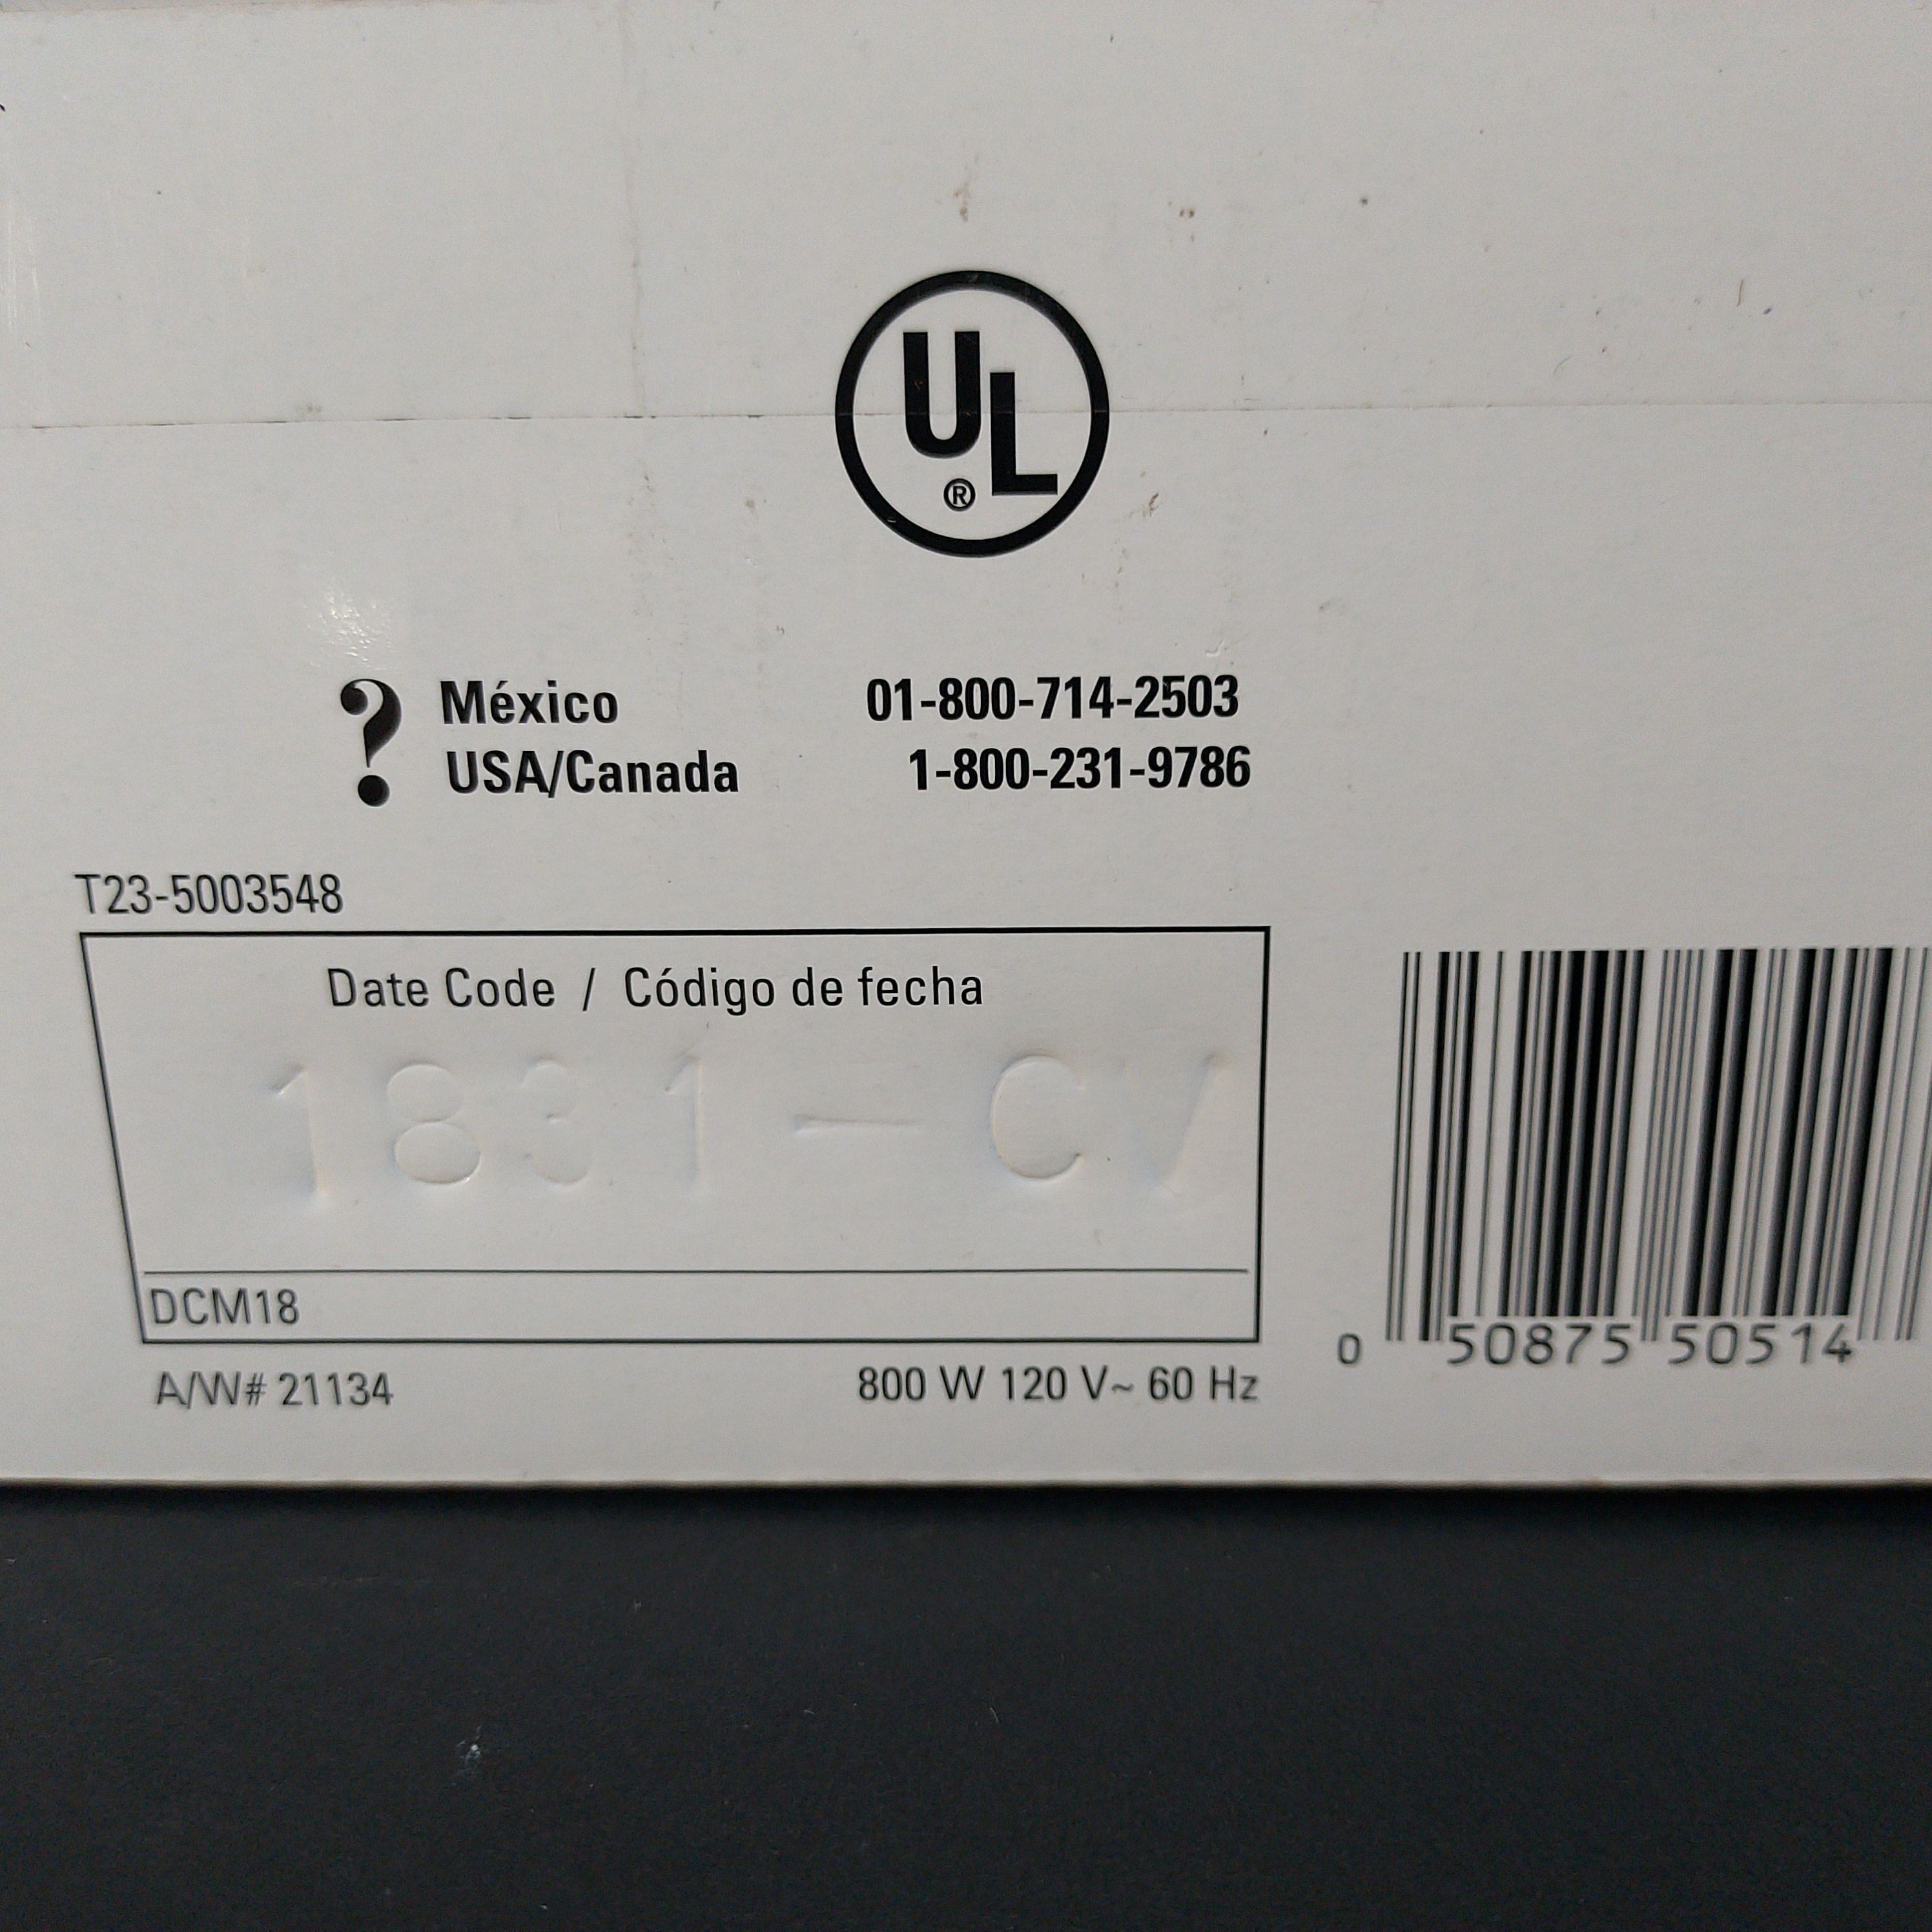 UL
®
? México 01-800-714-2503
USA/Canada 1-800-231-9786
T23-5003548
Date Code / Código de fecha
1831-CV
DCM18
A/W# 21134 800 W 120 V~ 60 Hz
0 50875 50514